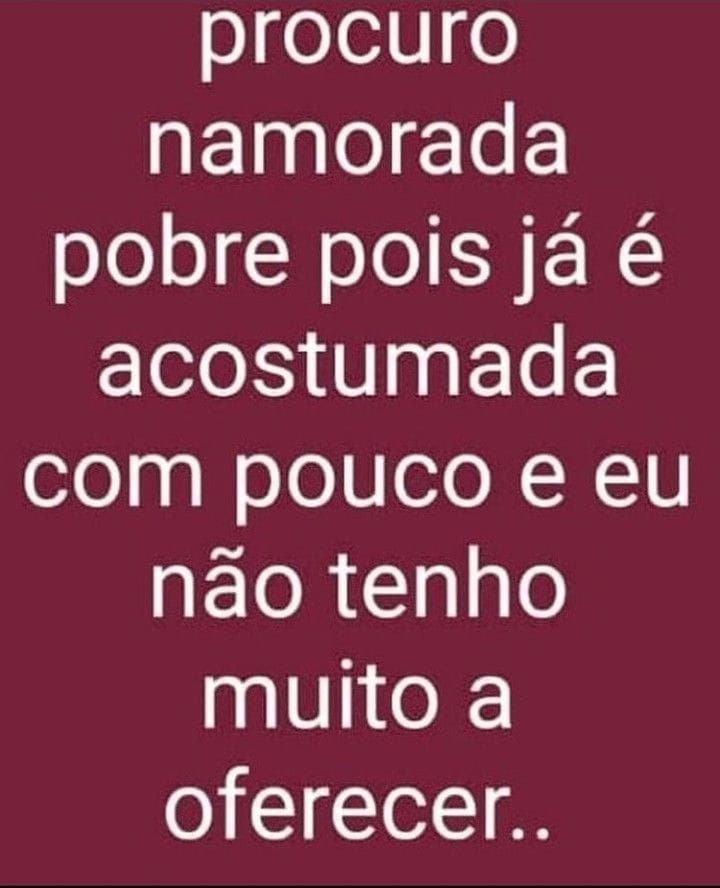 procuro
namorada
pobre pois já é
acostumada
com pouco e eu
não tenho
muito a
oferecer..